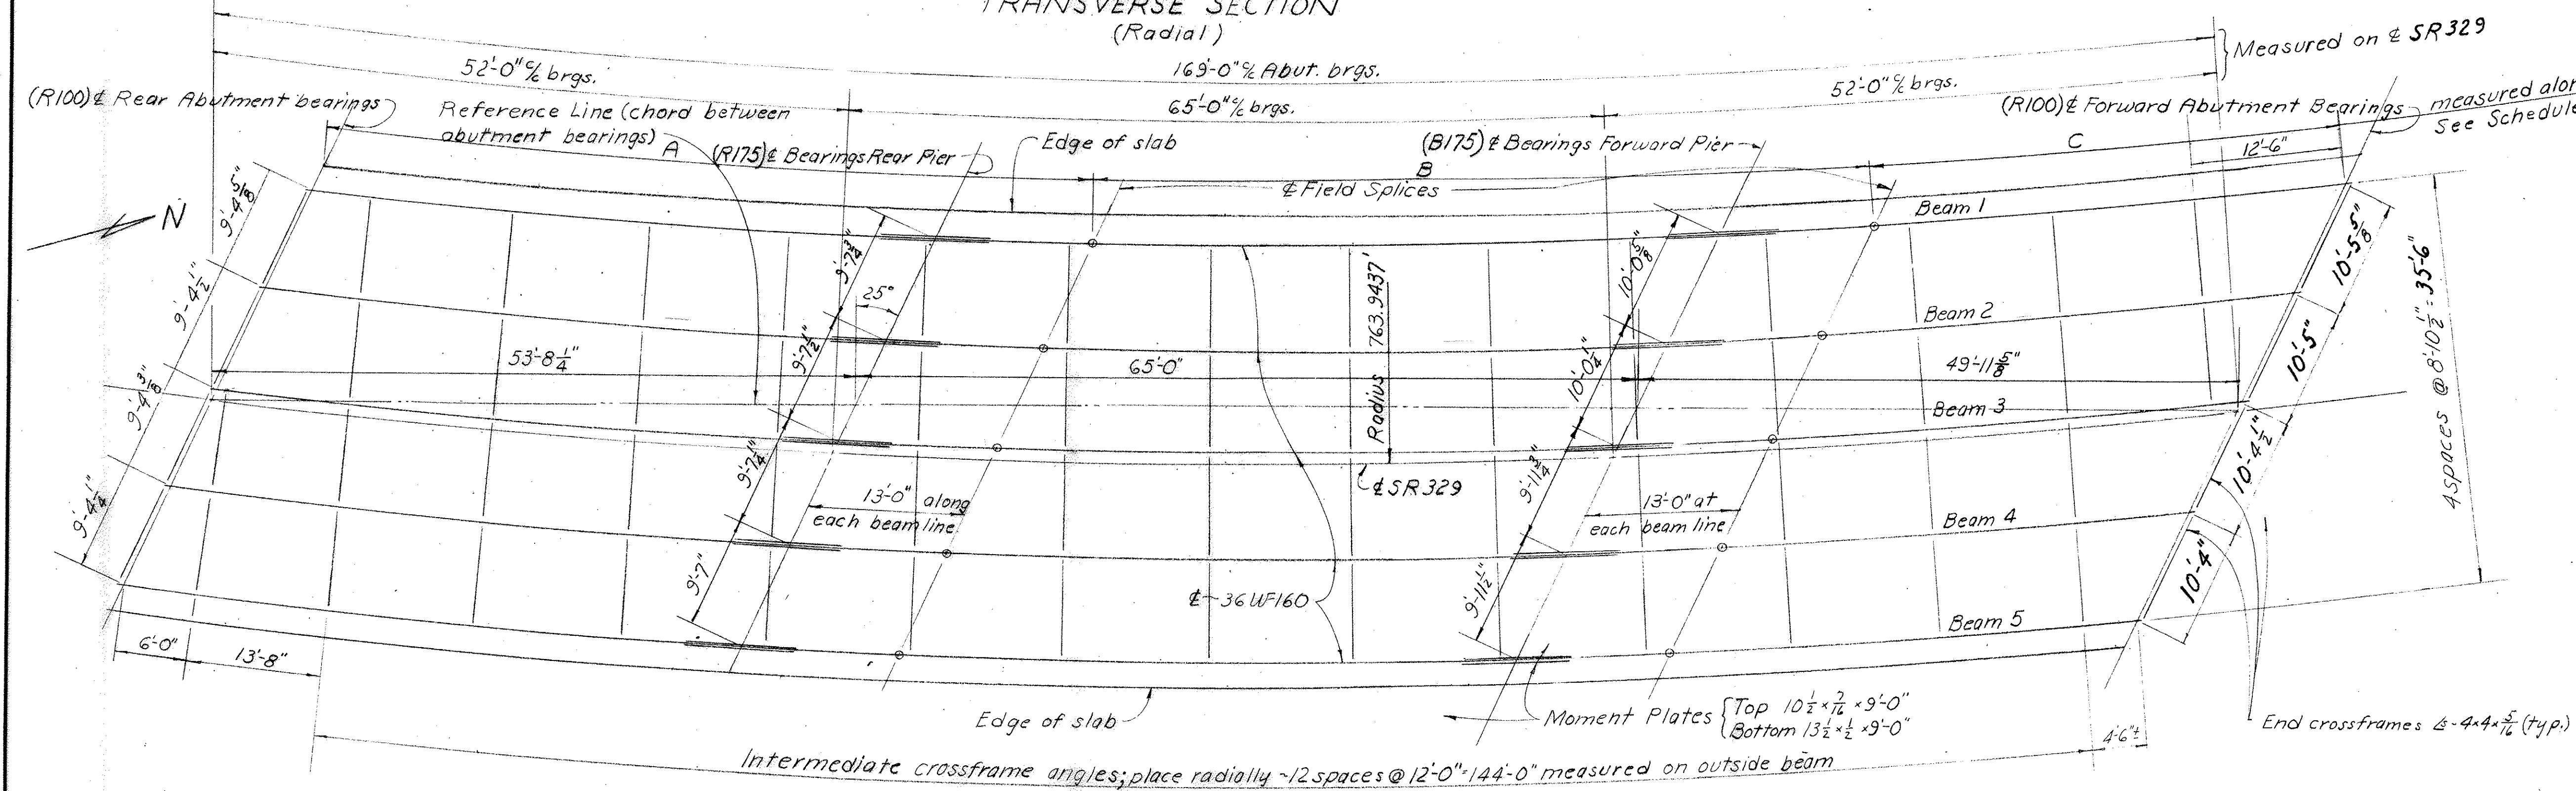 TRANSVERSE SECTION
(Radial)
Measured on ℄ SR 329
52'-0" c/c brgs.
169'-0" c/c Abut. brgs.
52'-0" c/c brgs.
65'-0" c/c brgs.
(R100) ℄ Rear Abutment bearings
Reference Line (chord between
abutment bearings)
A
(R175) ℄ Bearings Rear Pier
Edge of slab
(B175) ℄ Bearings Forward Pier
(R100) ℄ Forward Abutment Bearings
measured alon
See Schedule
B
C
12'-6"
℄ Field Splices
N
Beam 1
9'-4 5/8"
9'-4 1/2"
9'-4 3/8"
9'-4 1/4"
9'-7 3/4"
9'-7 1/2"
9'-7 1/4"
9'-7"
25°
Radius 763.9437'
10'-0 5/8"
10'-0 1/4"
9'-11 3/4"
9'-11 1/2"
10'-5 5/8"
10'-5"
10'-4 1/2"
10'-4"
4 spaces @ 8'-10 1/2" = 35'-6"
Beam 2
53'-8 1/4"
65'-0"
49'-11 5/8"
Beam 3
℄ SR 329
13'-0" along
each beam line
13'-0" at
each beam line
Beam 4
℄ - 36 WF 160
Beam 5
6'-0"
13'-8"
Edge of slab
Moment Plates { Top 10 1/2 x 7/16 x 9'-0"
Bottom 13 1/2 x 1/2 x 9'-0"
End crossframes ∠s - 4x4x 5/16 (typ.)
4'-6"±
Intermediate crossframe angles; place radially ~ 12 spaces @ 12'-0" = 144'-0" measured on outside beam